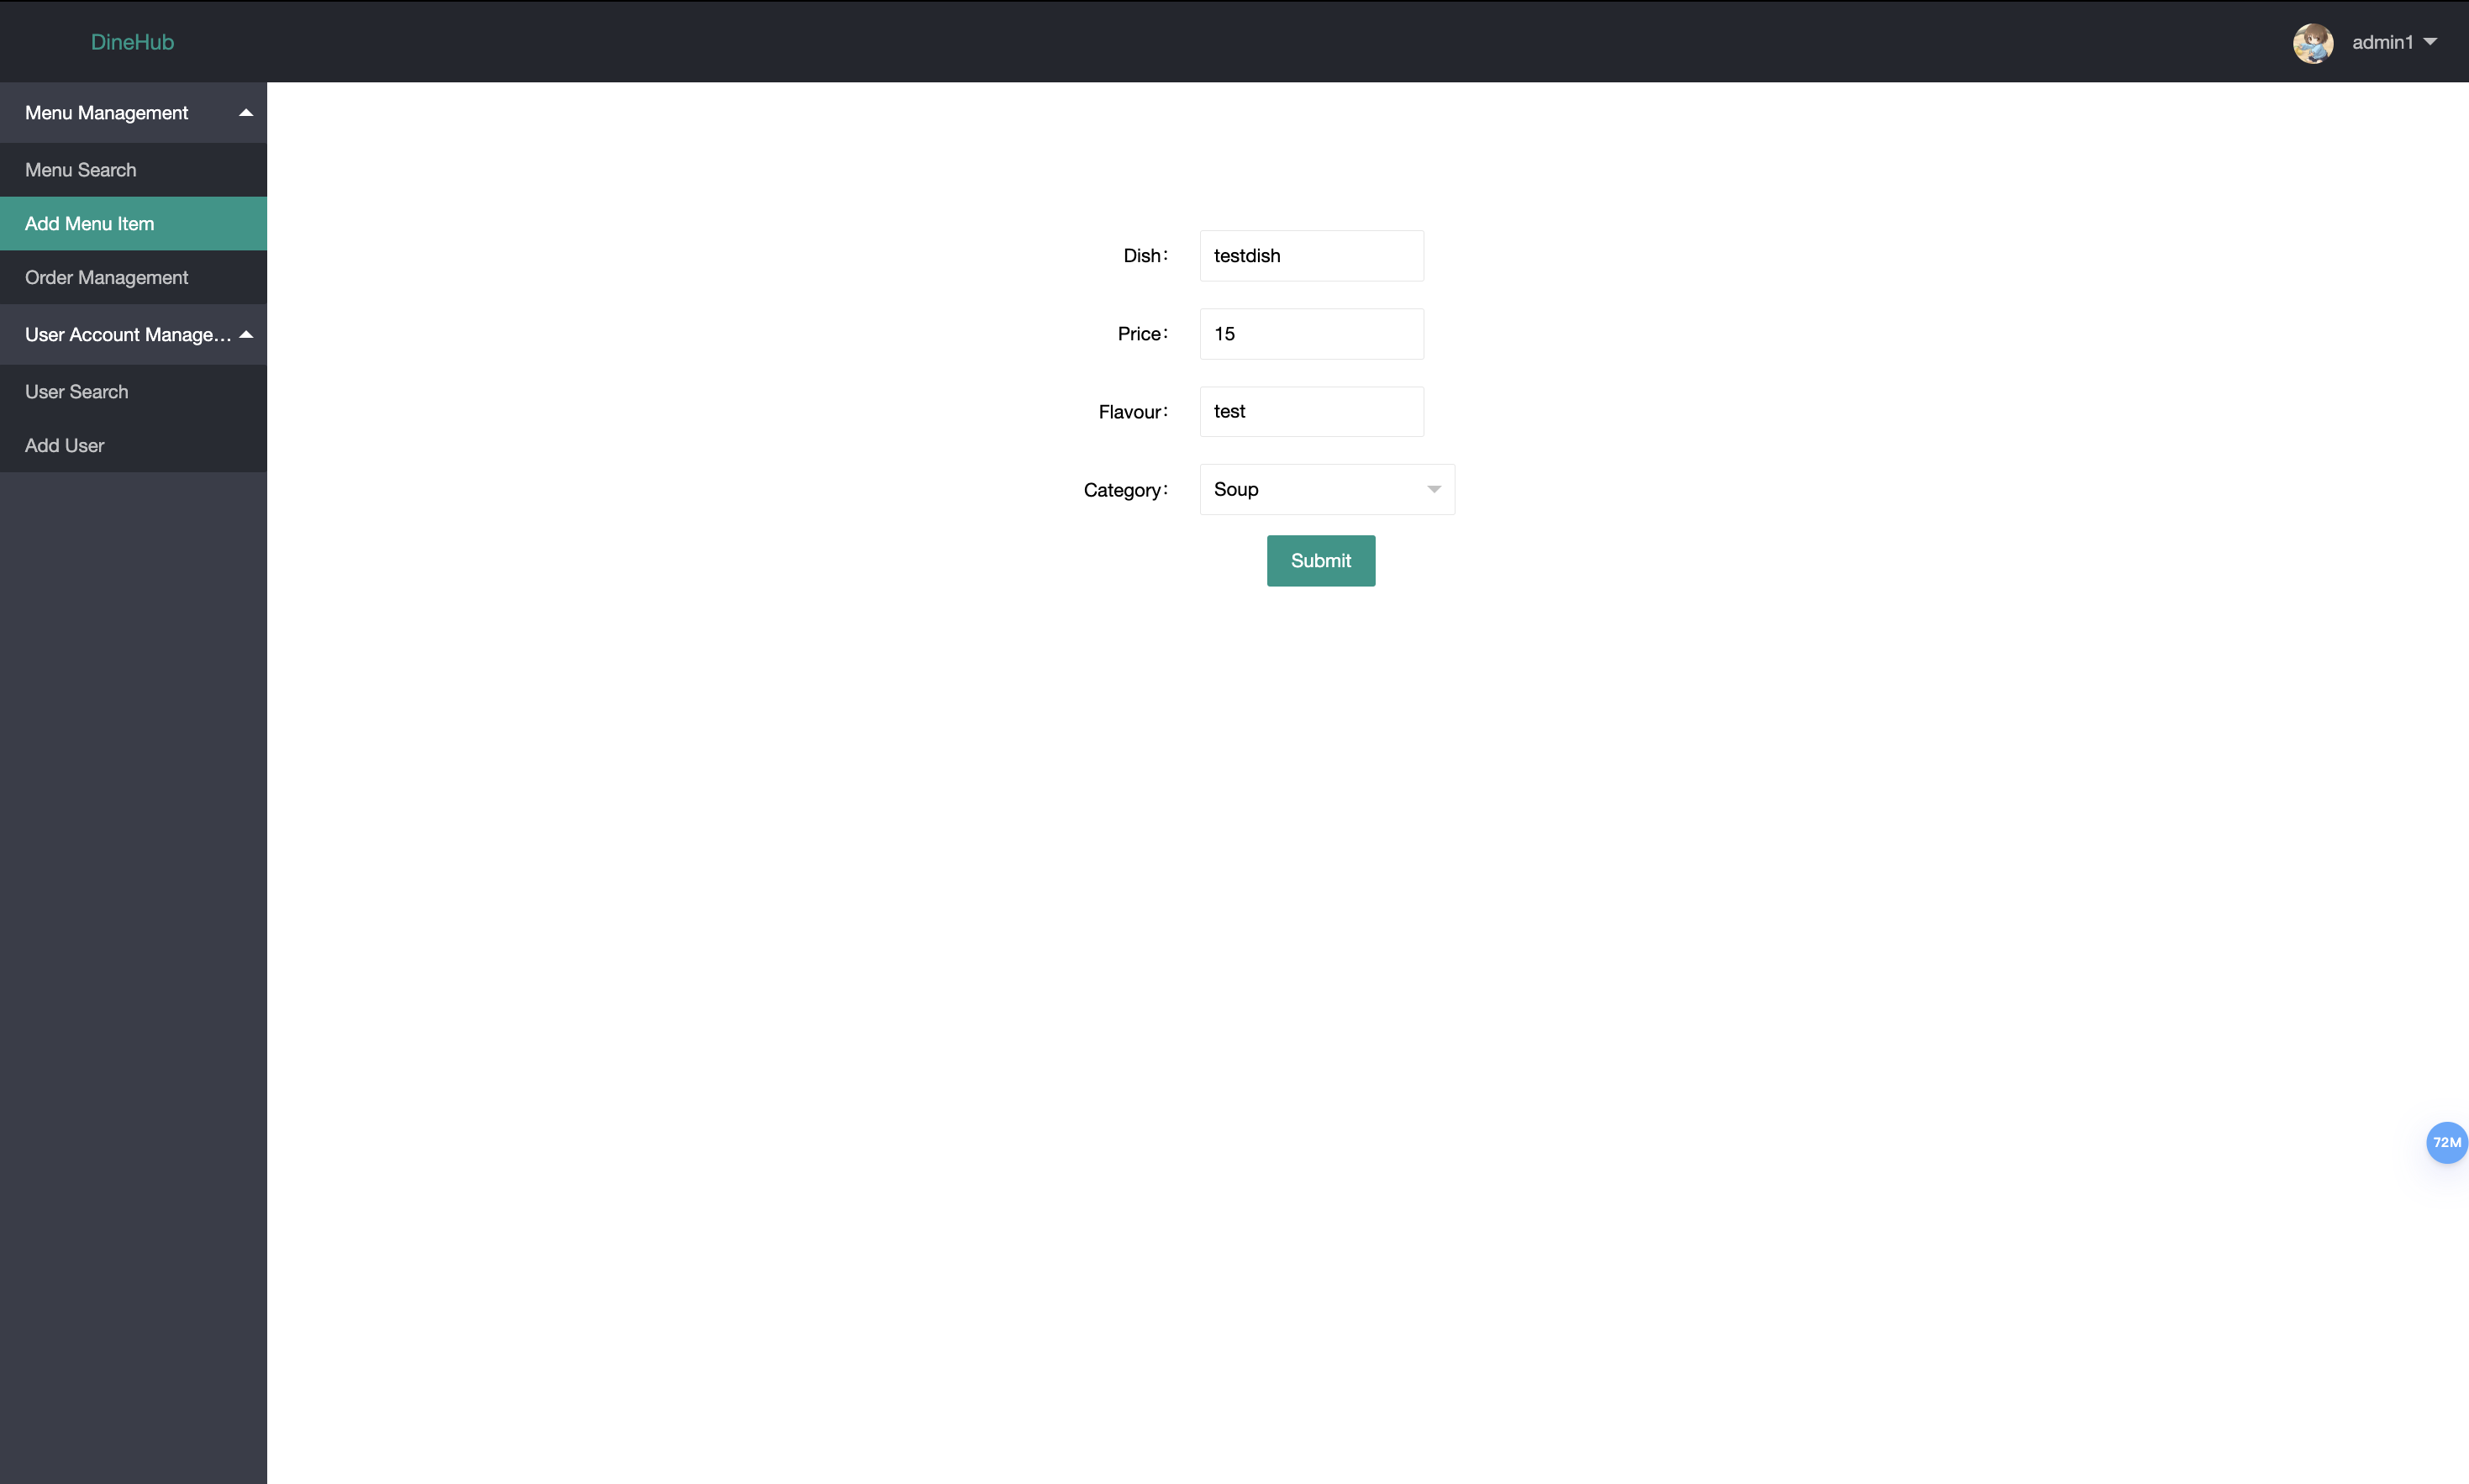 DineHub
admin1
Menu Management
Menu Search
Add Menu Item
Order Management
User Account Manage...
User Search
Add User
Dish：
testdish
Price：
15
Flavour：
test
Category：
Soup
Submit
72M